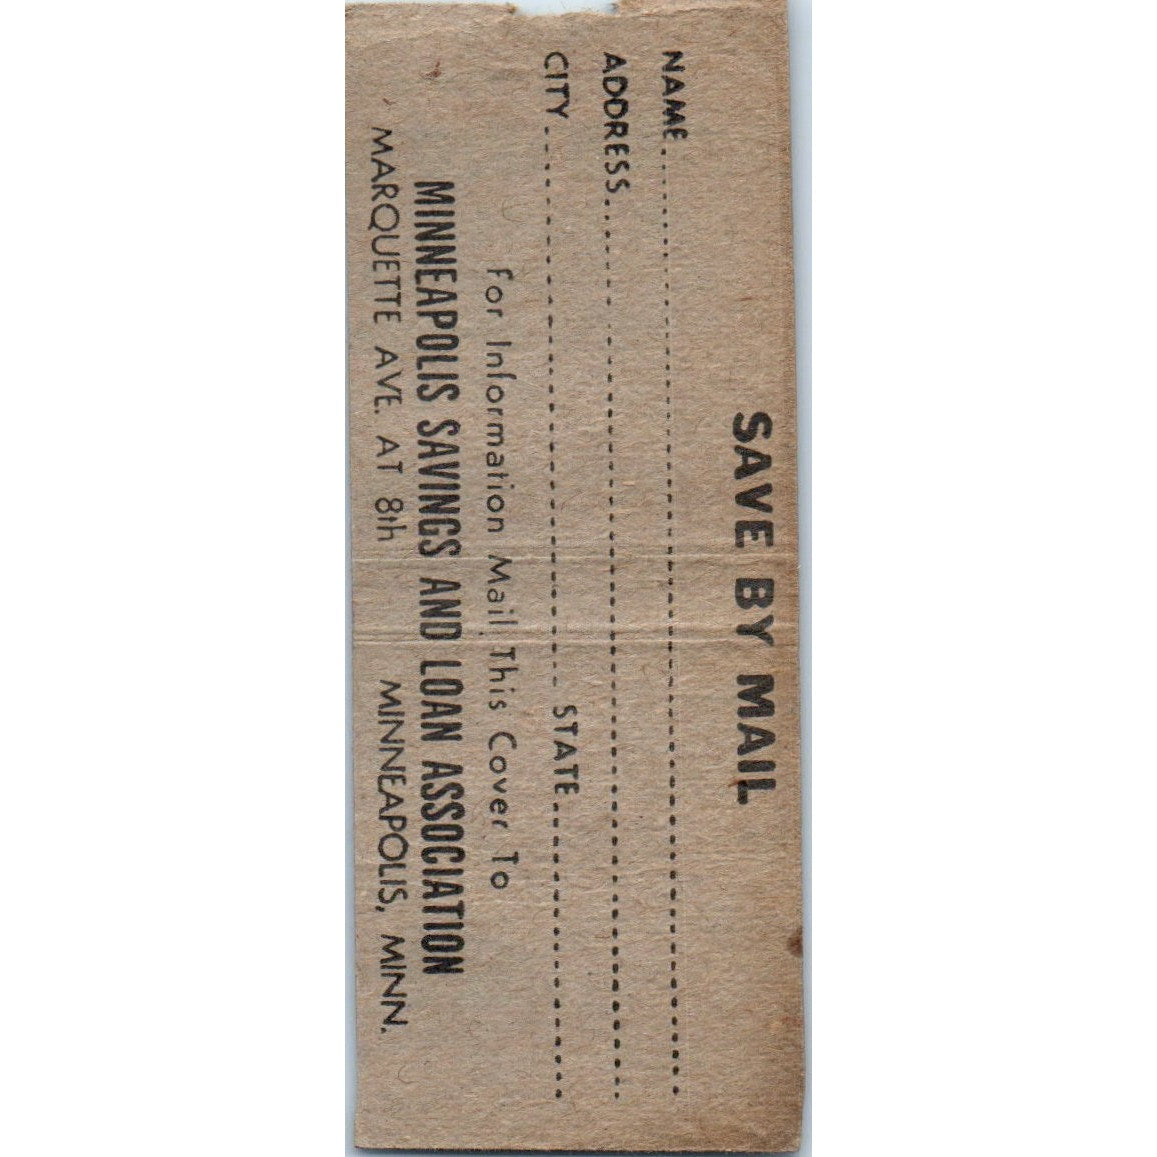 SAVE BY MAIL
NAME
ADDRESS
CITY STATE
For Information Mail This Cover To
MINNEAPOLIS SAVINGS AND LOAN ASSOCIATION
MARQUETTE AVE. AT 8th MINNEAPOLIS, MINN.